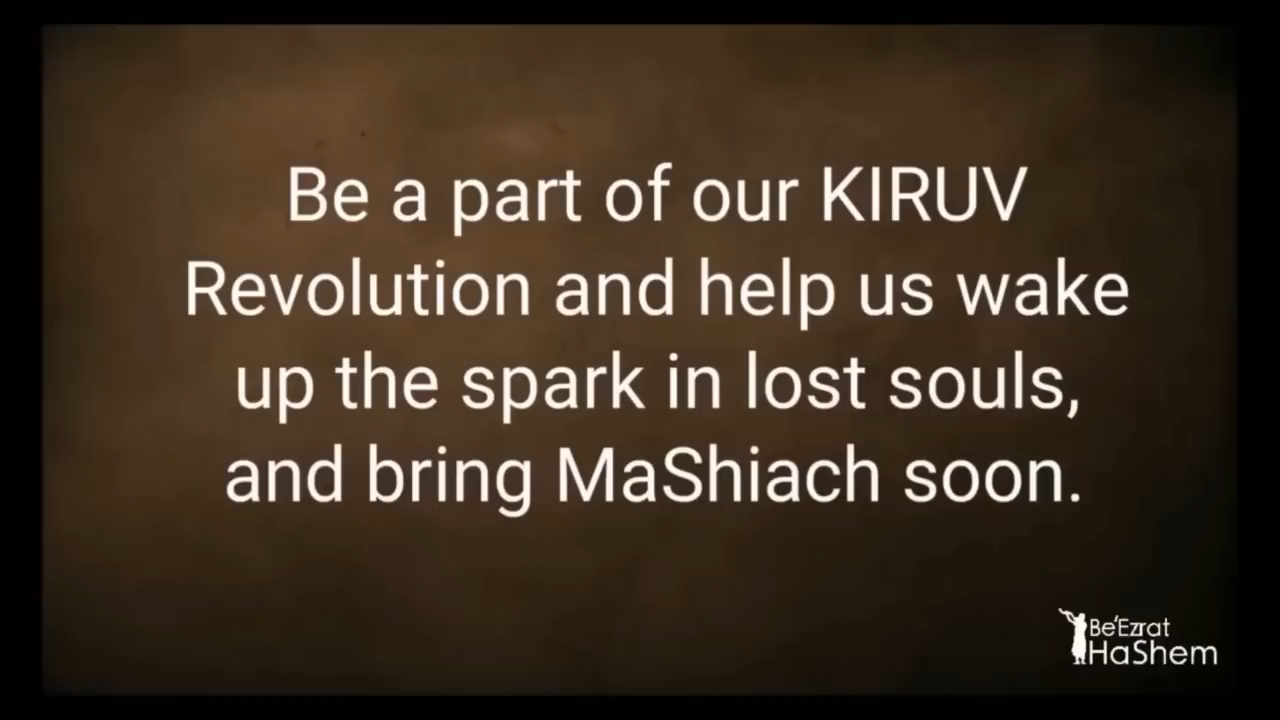 Be a part of our KIRUV
Revolution and help us wake
up the spark in lost souls,
and bring MaShiach soon.
Be'Ezrat
HaShem